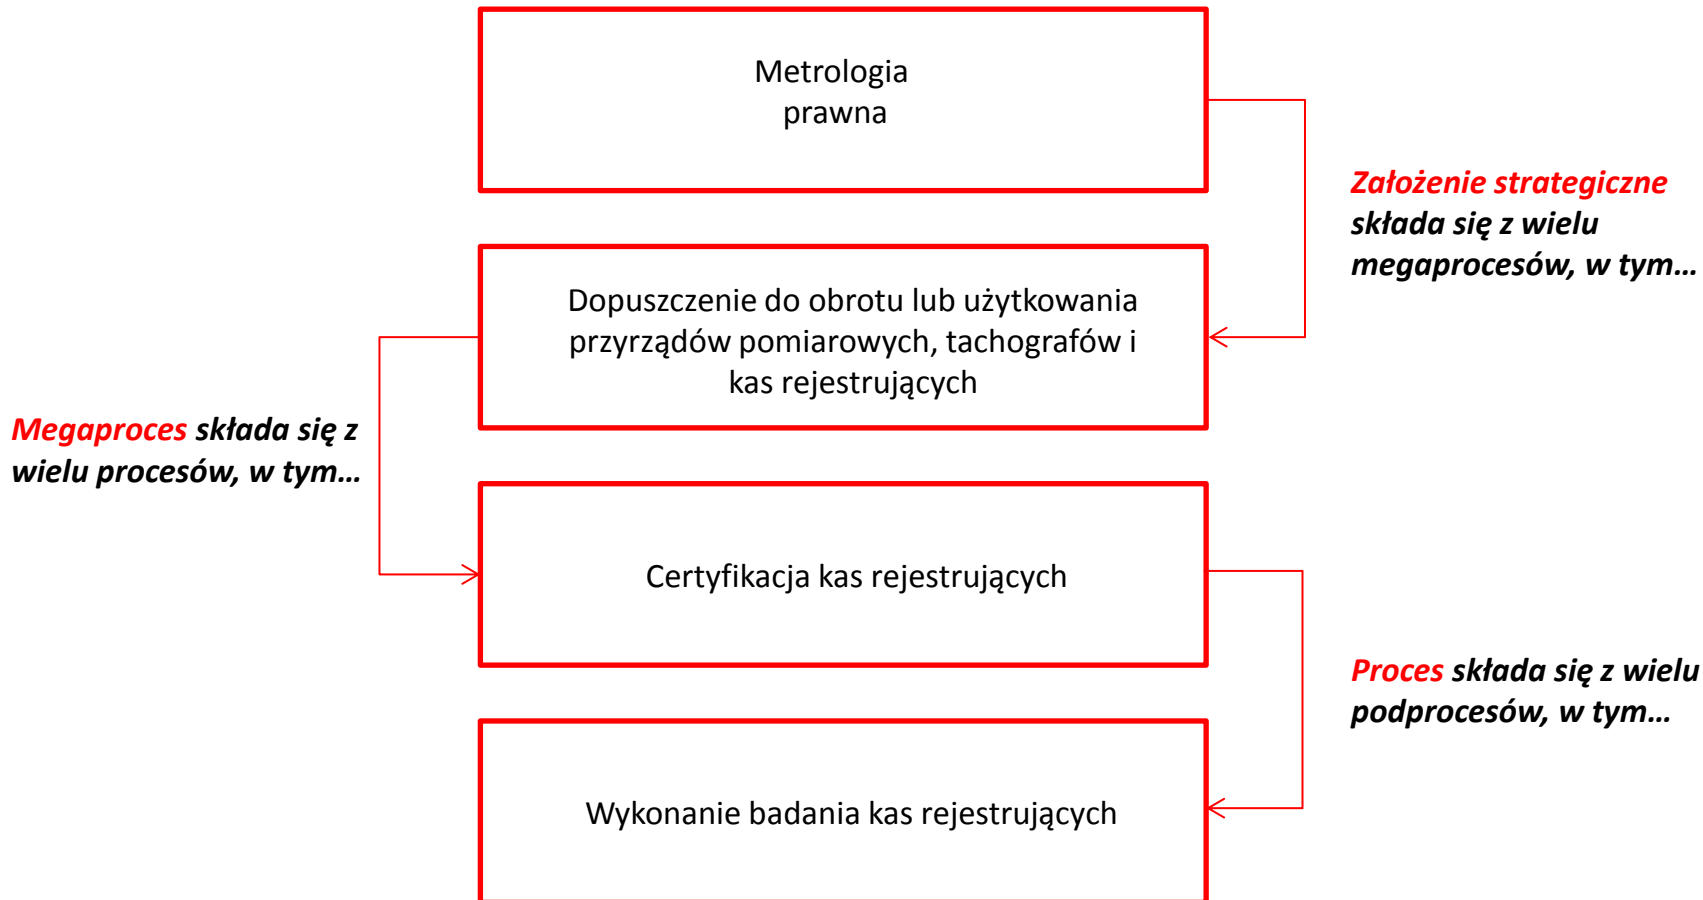 Metrologia
prawna
Założenie strategiczne
składa się z wielu
megaprocesów, w tym...
Dopuszczenie do obrotu lub użytkowania
przyrządów pomiarowych, tachografów i
kas rejestrujących
Megaproces składa się z
wielu procesów, w tym...
Certyfikacja kas rejestrujących
Proces składa się z wielu
podprocesów, w tym...
Wykonanie badania kas rejestrujących